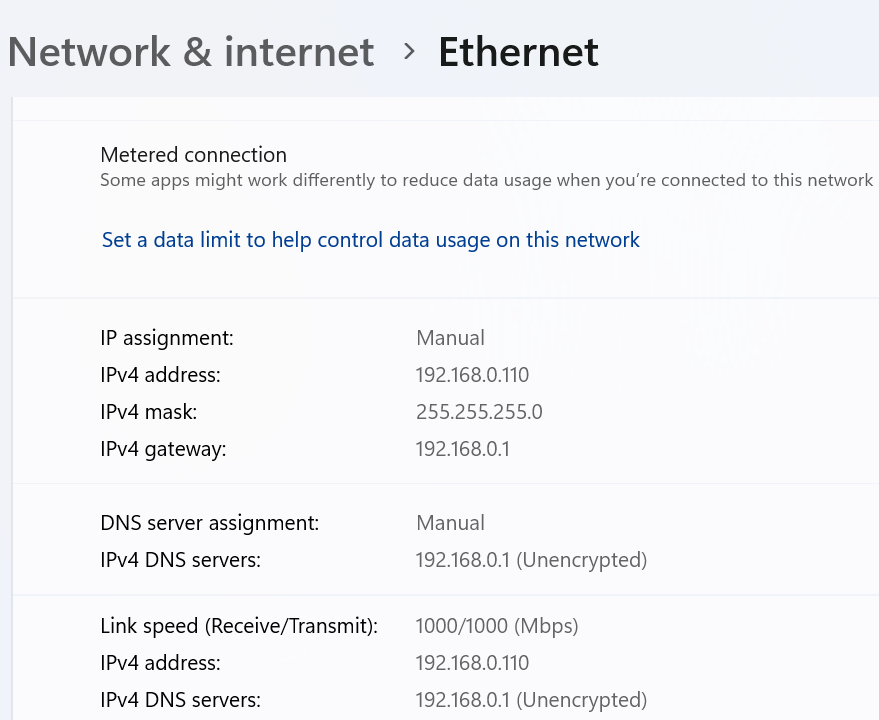 Network & internet > Ethernet
Metered connection
Some apps might work differently to reduce data usage when you're connected to this network
Set a data limit to help control data usage on this network
IP assignment: Manual
IPv4 address: 192.168.0.110
IPv4 mask: 255.255.255.0
IPv4 gateway: 192.168.0.1
DNS server assignment: Manual
IPv4 DNS servers: 192.168.0.1 (Unencrypted)
Link speed (Receive/Transmit): 1000/1000 (Mbps)
IPv4 address: 192.168.0.110
IPv4 DNS servers: 192.168.0.1 (Unencrypted)